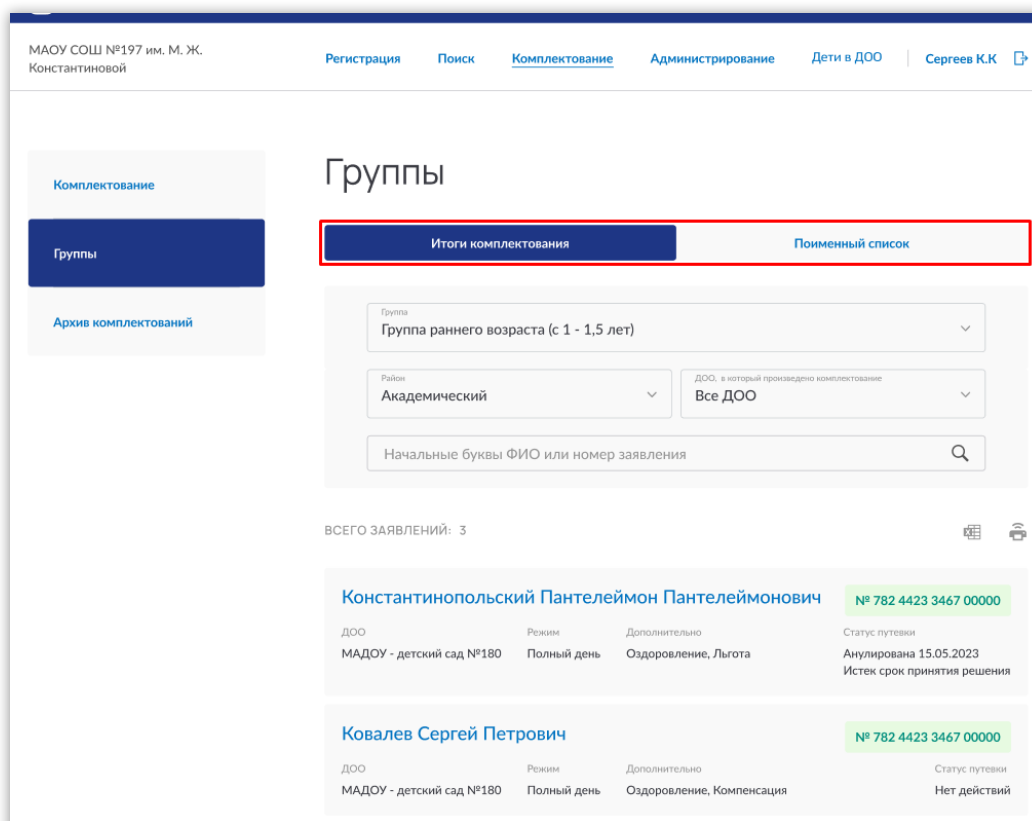 МАОУ СОШ №197 им. М. Ж.
Константиновой
Регистрация Поиск Комплектование Администрирование Дети в ДОО Сергеев К.К
Комплектование
Группы
Архив комплектований
Группы
Итоги комплектования Поименный список
Группа
Группа раннего возраста (с 1 - 1,5 лет)
Район
Академический
ДОО, в который произведено комплектование
Все ДОО
Начальные буквы ФИО или номер заявления
ВСЕГО ЗАЯВЛЕНИЙ: 3
Константинопольский Пантелеймон Пантелеймонович № 782 4423 3467 00000
ДОО Режим Дополнительно Статус путевки
МАДОУ - детский сад №180 Полный день Оздоровление, Льгота Анулирована 15.05.2023
Истек срок принятия решения
Ковалев Сергей Петрович № 782 4423 3467 00000
ДОО Режим Дополнительно Статус путевки
МАДОУ - детский сад №180 Полный день Оздоровление, Компенсация Нет действий